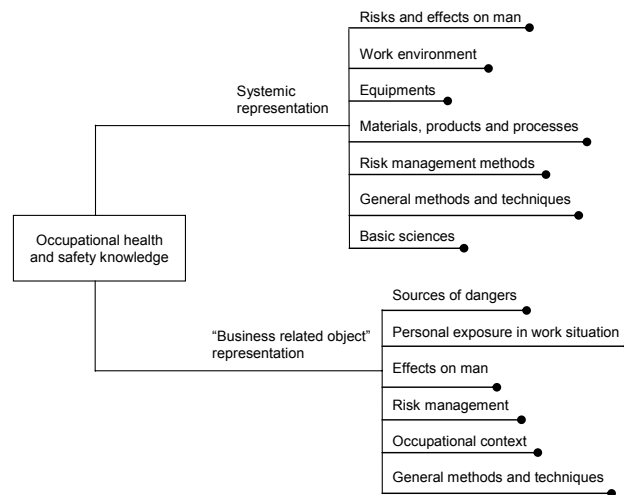 Risks and effects on man
Work environment
Systemic
representation
Equipments
Materials, products and processes
Risk management methods
General methods and techniques
Basic sciences
Occupational health
and safety knowledge
Sources of dangers
“Business related object”
representation
Personal exposure in work situation
Effects on man
Risk management
Occupational context
General methods and techniques